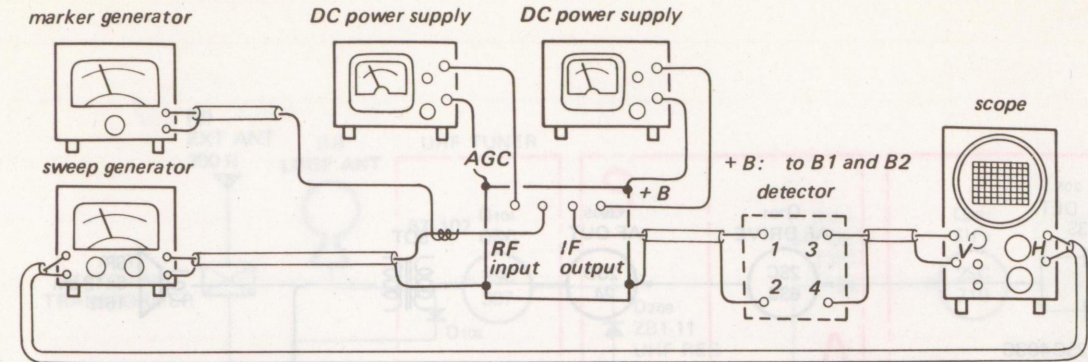 marker generator
DC power supply
DC power supply
scope
sweep generator
AGC
+ B
+ B: to B1 and B2
detector
RF
input
IF
output
1 3
2 4
V
H